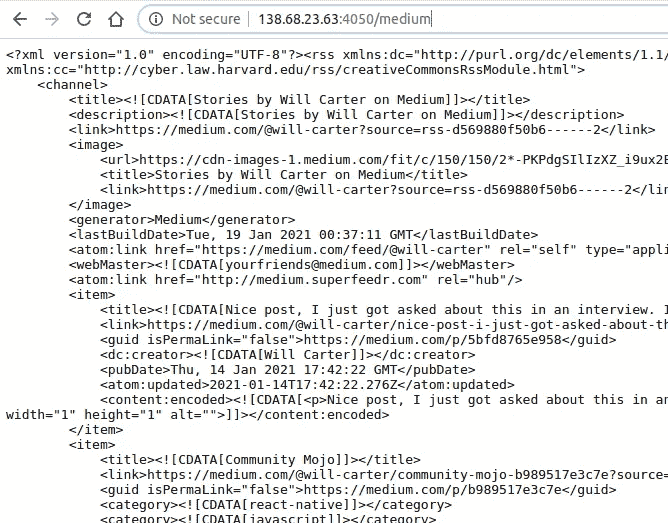 Not secure | 138.68.23.63:4050/medium
<?xml version="1.0" encoding="UTF-8"?><rss xmlns:dc="http://purl.org/dc/elements/1.1/
xmlns:cc="http://cyber.law.harvard.edu/rss/creativeCommonsRssModule.html">
<channel>
<title><![CDATA[Stories by Will Carter on Medium]]></title>
<description><![CDATA[Stories by Will Carter on Medium]]></description>
<link>https://medium.com/@will-carter?source=rss-d569880f50b6------2</link>
<image>
<url>https://cdn-images-1.medium.com/fit/c/150/150/2*-PKPdgSIlIzXZ_i9ux2E
<title>Stories by Will Carter on Medium</title>
<link>https://medium.com/@will-carter?source=rss-d569880f50b6------2</lin
</image>
<generator>Medium</generator>
<lastBuildDate>Tue, 19 Jan 2021 00:37:11 GMT</lastBuildDate>
<atom:link href="https://medium.com/feed/@will-carter" rel="self" type="appli
<webMaster><![CDATA[yourfriends@medium.com]]></webMaster>
<atom:link href="http://medium.superfeedr.com" rel="hub"/>
<item>
<title><![CDATA[Nice post, I just got asked about this in an interview. I
<link>https://medium.com/@will-carter/nice-post-i-just-got-asked-about-th
<guid isPermaLink="false">https://medium.com/p/5bfd8765e958</guid>
<dc:creator><![CDATA[Will Carter]]></dc:creator>
<pubDate>Thu, 14 Jan 2021 17:42:22 GMT</pubDate>
<atom:updated>2021-01-14T17:42:22.276Z</atom:updated>
<content:encoded><![CDATA[<p>Nice post, I just got asked about this in an
width="1" height="1" alt="">]]></content:encoded>
</item>
<item>
<title><![CDATA[Community Mojo]]></title>
<link>https://medium.com/@will-carter/community-mojo-b989517e3c7e?source=
<guid isPermaLink="false">https://medium.com/p/b989517e3c7e</guid>
<category><![CDATA[react-native]]></category>
<category><![CDATA[javascript]]></category>